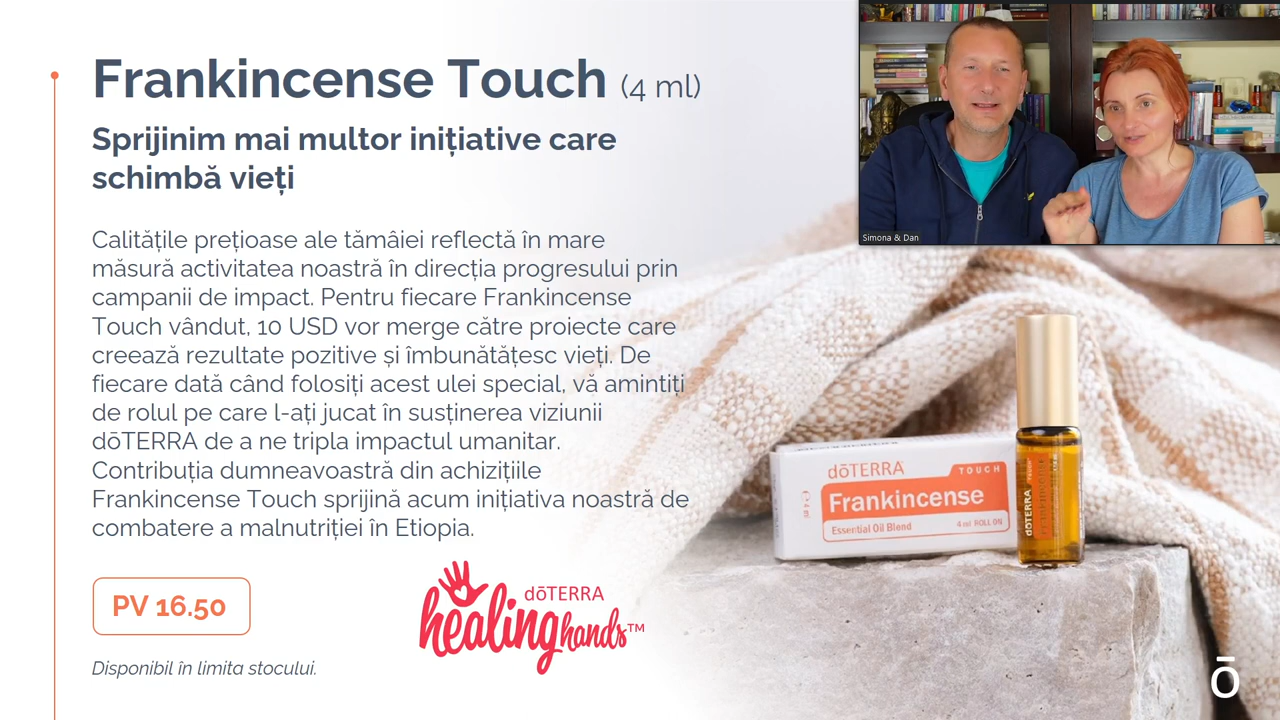 Frankincense Touch (4 ml)
Sprijinim mai multor inițiative care
schimbă vieți
Calitățile prețioase ale tămâiei reflectă în mare
măsură activitatea noastră în direcția progresului prin
campanii de impact. Pentru fiecare Frankincense
Touch vândut, 10 USD vor merge către proiecte care
creează rezultate pozitive și îmbunătățesc vieți. De
fiecare dată când folosiți acest ulei special, vă amintiți
de rolul pe care l-ați jucat în susținerea viziunii
dōTERRA de a ne tripla impactul umanitar.
Contribuția dumneavoastră din achizițiile
Frankincense Touch sprijină acum inițiativa noastră de
combatere a malnutriției în Etiopia.
PV 16.50
Disponibil în limita stocului.
dōTERRA
healing hands™
Simona & Dan
dōTERRA TOUCH
Frankincense
Essential Oil Blend 4 ml ROLL ON
dōTERRA
ō